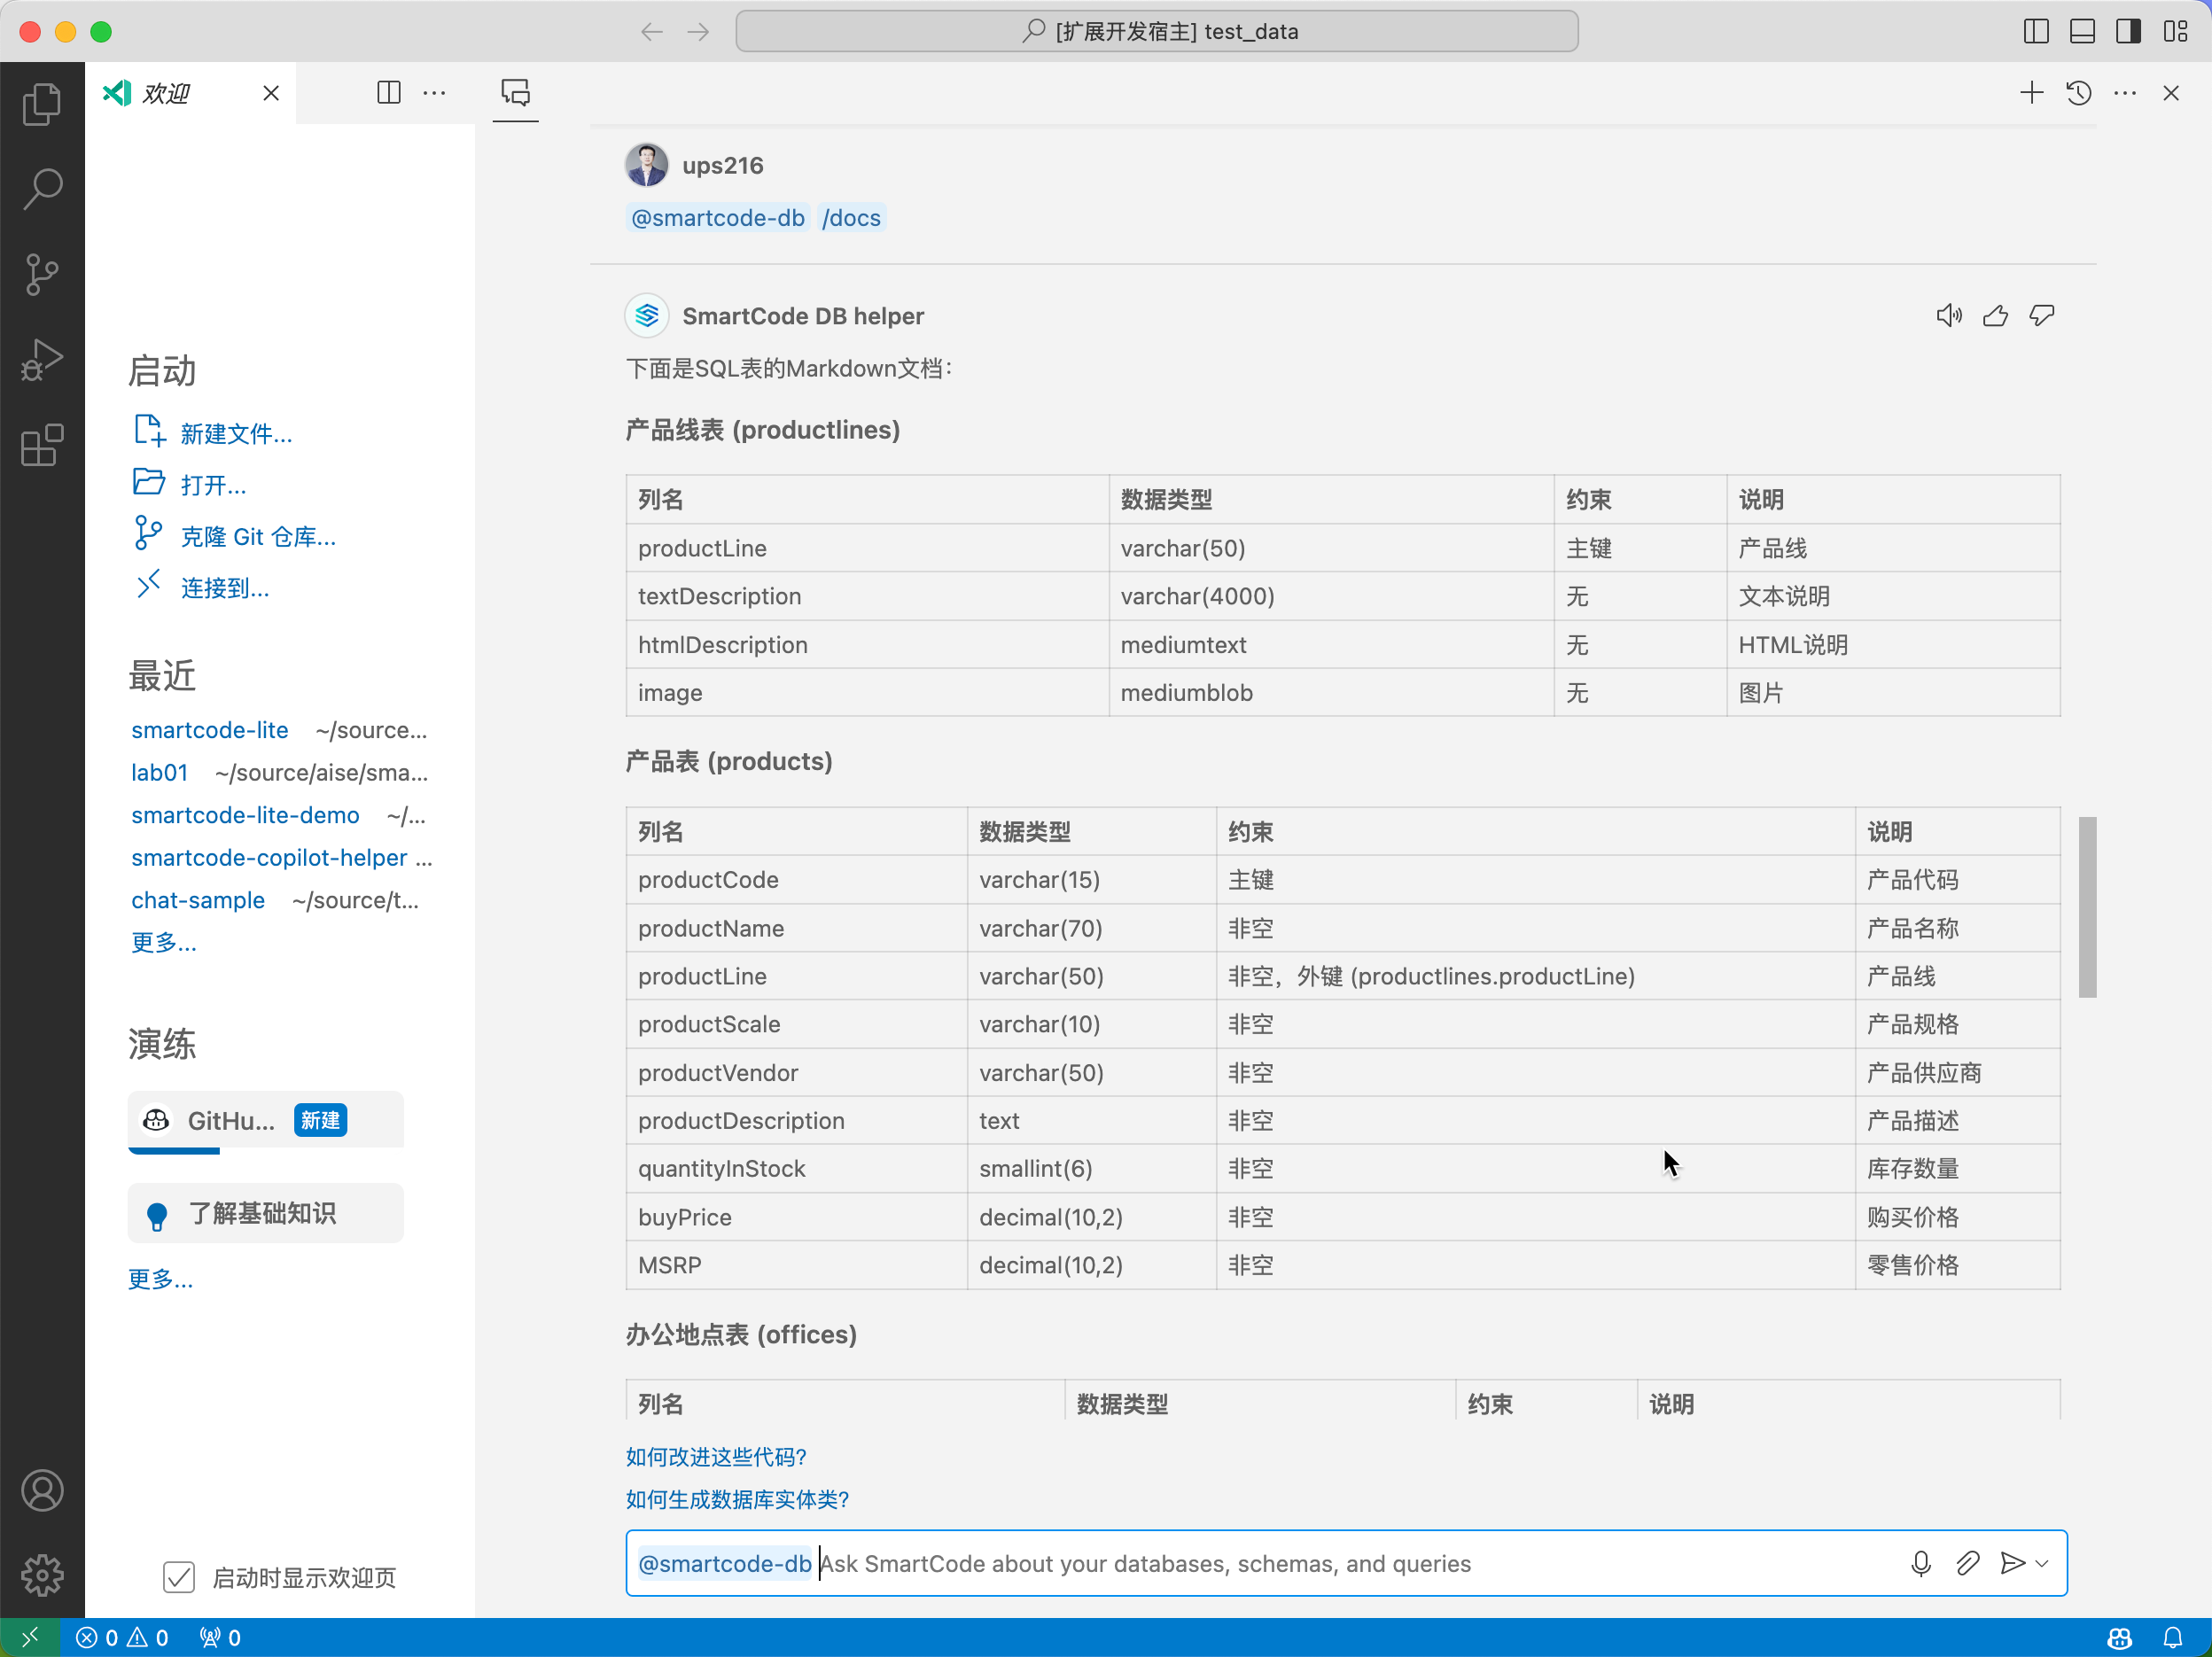 [扩展开发宿主] test_data
欢迎
启动
新建文件...
打开...
克隆 Git 仓库...
连接到...
最近
smartcode-lite ~/source...
lab01 ~/source/aise/sma...
smartcode-lite-demo ~/...
smartcode-copilot-helper ...
chat-sample ~/source/t...
更多...
演练
GitHu... 新建
了解基础知识
更多...
启动时显示欢迎页
ups216
@smartcode-db /docs
SmartCode DB helper
下面是SQL表的Markdown文档：
产品线表 (productlines)
列名 数据类型 约束 说明
productLine varchar(50) 主键 产品线
textDescription varchar(4000) 无 文本说明
htmlDescription mediumtext 无 HTML说明
image mediumblob 无 图片
产品表 (products)
列名 数据类型 约束 说明
productCode varchar(15) 主键 产品代码
productName varchar(70) 非空 产品名称
productLine varchar(50) 非空，外键 (productlines.productLine) 产品线
productScale varchar(10) 非空 产品规格
productVendor varchar(50) 非空 产品供应商
productDescription text 非空 产品描述
quantityInStock smallint(6) 非空 库存数量
buyPrice decimal(10,2) 非空 购买价格
MSRP decimal(10,2) 非空 零售价格
办公地点表 (offices)
列名 数据类型 约束 说明
如何改进这些代码？
如何生成数据库实体类？
@smartcode-db Ask SmartCode about your databases, schemas, and queries
0 0 0